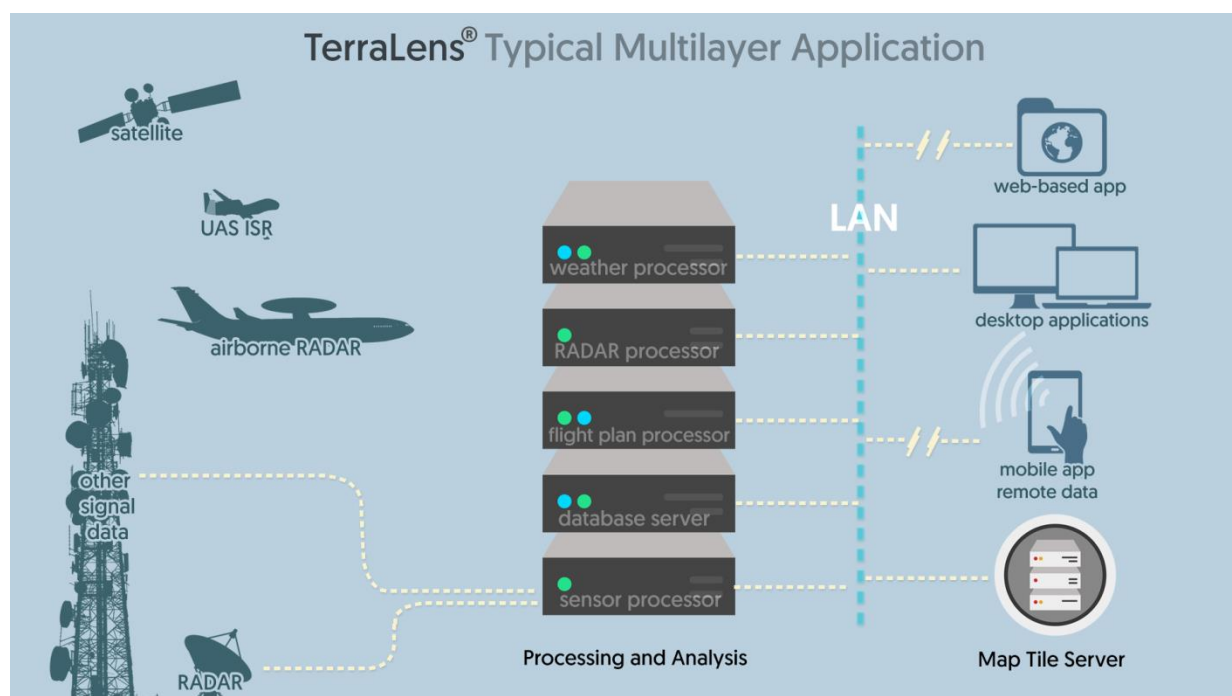 TerraLens® Typical Multilayer Application
satellite
UAS ISR
airborne RADAR
other
signal
data
RADAR
weather processor
RADAR processor
flight plan processor
database server
sensor processor
Processing and Analysis
LAN
web-based app
desktop applications
mobile app
remote data
Map Tile Server